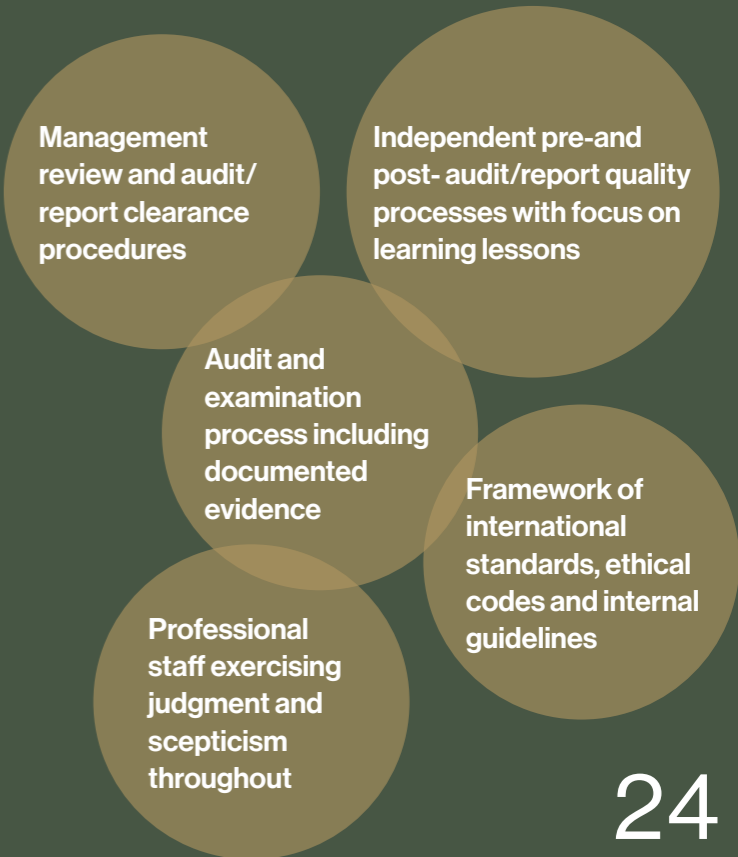 Management
review and audit/
report clearance
procedures
Independent pre-and
post- audit/report quality
processes with focus on
learning lessons
Audit and
examination
process including
documented
evidence
Framework of
international
standards, ethical
codes and internal
guidelines
Professional
staff exercising
judgment and
scepticism
throughout
24